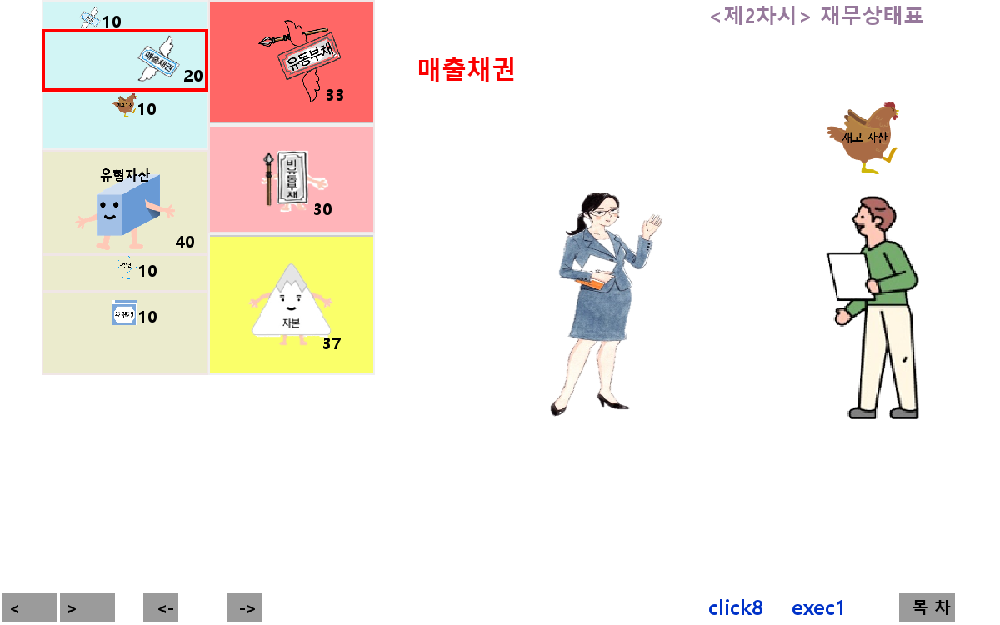 <제2차시> 재무상태표
10
매출채권
20
10
유형자산
40
10
10
유동부채
33
비유동부채
30
자본
37
매출채권
재고 자산
<
>
<-
->
click8
exec1
목 차